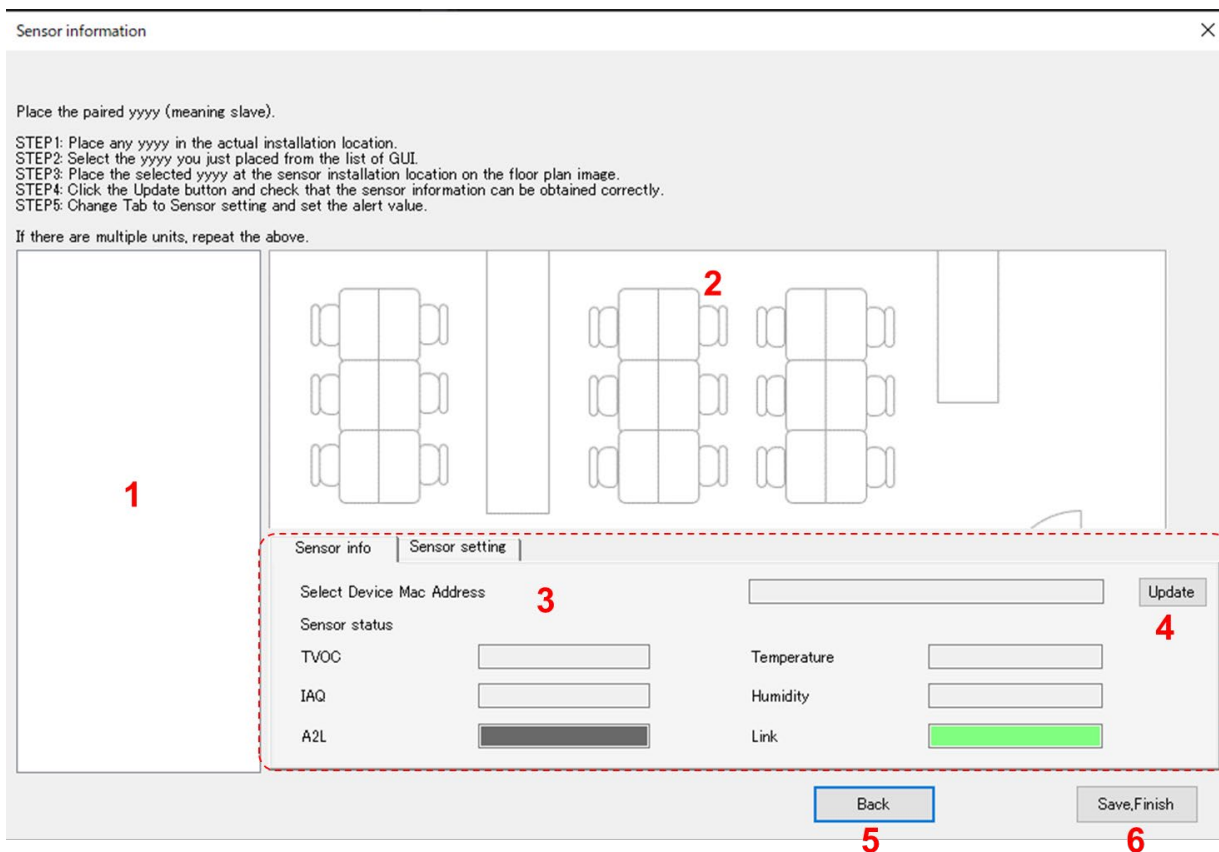 Sensor information
Place the paired yyyy (meaning slave).
STEP1: Place any yyyy in the actual installation location.
STEP2: Select the yyyy you just placed from the list of GUI.
STEP3: Place the selected yyyy at the sensor installation location on the floor plan image.
STEP4: Click the Update button and check that the sensor information can be obtained correctly.
STEP5: Change Tab to Sensor setting and set the alert value.
If there are multiple units, repeat the above.
2
1
Sensor info Sensor setting
Select Device Mac Address 3 Update
Sensor status 4
TVOC Temperature
IAQ Humidity
A2L Link
Back Save,Finish
5 6